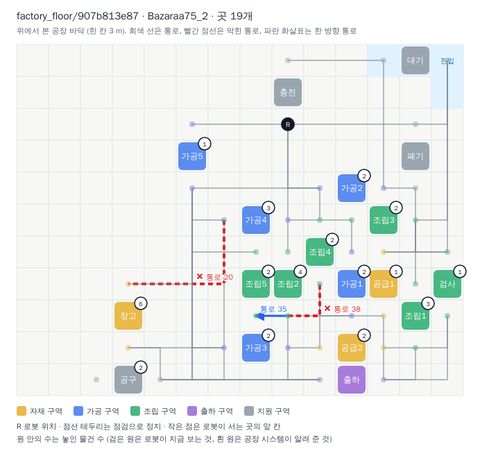 factory_floor/907b813e87 · Bazaraa75_2 · 곳 19개
위에서 본 공장 바닥 (한 칸 3 m). 회색 선은 통로, 빨간 점선은 막힌 통로, 파란 화살표는 한 방향 통로
대기
진입
충전
R
가공5 1
폐기
가공2 2
가공4 3
조립3 2
조립4 2
✖ 통로 20
조립5 2
조립2 4
가공1 2
공급1 1
검사 1
창고 6
통로 35
✖ 통로 38
조립1 3
가공3 2
공급2 2
공구 2
출하
자재 구역
가공 구역
조립 구역
출하 구역
지원 구역
R 로봇 위치 · 점선 테두리는 점검으로 정지 · 작은 점은 로봇이 서는 곳의 앞 칸
원 안의 수는 놓인 물건 수 (검은 원은 로봇이 지금 보는 것, 흰 원은 공장 시스템이 알려 준 것)